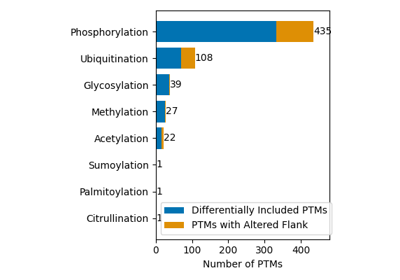 Phosphorylation 435
Ubiquitination 108
Glycosylation 39
Methylation 27
Acetylation 22
Sumoylation 1
Palmitoylation 1
Citrullination 1
Differentially Included PTMs
PTMs with Altered Flank
0 100 200 300 400
Number of PTMs